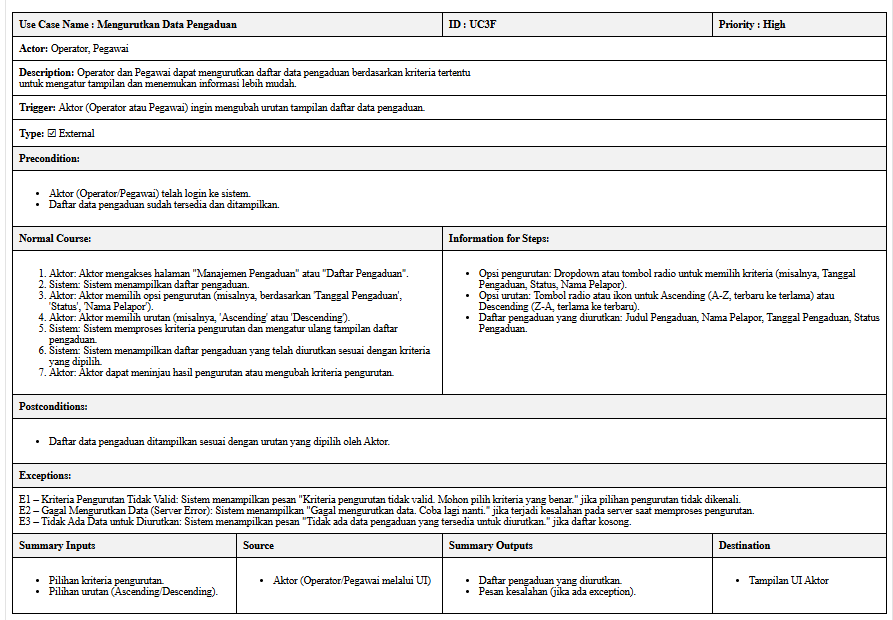 Use Case Name : Mengurutkan Data Pengaduan
ID : UC3F
Priority : High
Actor: Operator, Pegawai
Description: Operator dan Pegawai dapat mengurutkan daftar data pengaduan berdasarkan kriteria tertentu
untuk mengatur tampilan dan menemukan informasi lebih mudah.
Trigger: Aktor (Operator atau Pegawai) ingin mengubah urutan tampilan daftar data pengaduan.
Type: ☑ External
Precondition:
• Aktor (Operator/Pegawai) telah login ke sistem.
• Daftar data pengaduan sudah tersedia dan ditampilkan.
Normal Course:
Information for Steps:
1. Aktor: Aktor mengakses halaman "Manajemen Pengaduan" atau "Daftar Pengaduan".
2. Sistem: Sistem menampilkan daftar pengaduan.
3. Aktor: Aktor memilih opsi pengurutan (misalnya, berdasarkan 'Tanggal Pengaduan',
'Status', 'Nama Pelapor').
4. Aktor: Aktor memilih urutan (misalnya, 'Ascending' atau 'Descending').
5. Sistem: Sistem memproses kriteria pengurutan dan mengatur ulang tampilan daftar
pengaduan.
6. Sistem: Sistem menampilkan daftar pengaduan yang telah diurutkan sesuai dengan kriteria
yang dipilih.
7. Aktor: Aktor dapat meninjau hasil pengurutan atau mengubah kriteria pengurutan.
• Opsi pengurutan: Dropdown atau tombol radio untuk memilih kriteria (misalnya, Tanggal
Pengaduan, Status, Nama Pelapor).
• Opsi urutan: Tombol radio atau ikon untuk Ascending (A-Z, terbaru ke terlama) atau
Descending (Z-A, terlama ke terbaru).
• Daftar pengaduan yang diurutkan: Judul Pengaduan, Nama Pelapor, Tanggal Pengaduan, Status
Pengaduan.
Postconditions:
• Daftar data pengaduan ditampilkan sesuai dengan urutan yang dipilih oleh Aktor.
Exceptions:
E1 – Kriteria Pengurutan Tidak Valid: Sistem menampilkan pesan "Kriteria pengurutan tidak valid. Mohon pilih kriteria yang benar." jika pilihan pengurutan tidak dikenali.
E2 – Gagal Mengurutkan Data (Server Error): Sistem menampilkan "Gagal mengurutkan data. Coba lagi nanti." jika terjadi kesalahan pada server saat memproses pengurutan.
E3 – Tidak Ada Data untuk Diurutkan: Sistem menampilkan pesan "Tidak ada data pengaduan yang tersedia untuk diurutkan." jika daftar kosong.
Summary Inputs
Source
Summary Outputs
Destination
• Pilihan kriteria pengurutan.
• Pilihan urutan (Ascending/Descending).
• Aktor (Operator/Pegawai melalui UI)
• Daftar pengaduan yang diurutkan.
• Pesan kesalahan (jika ada exception).
• Tampilan UI Aktor